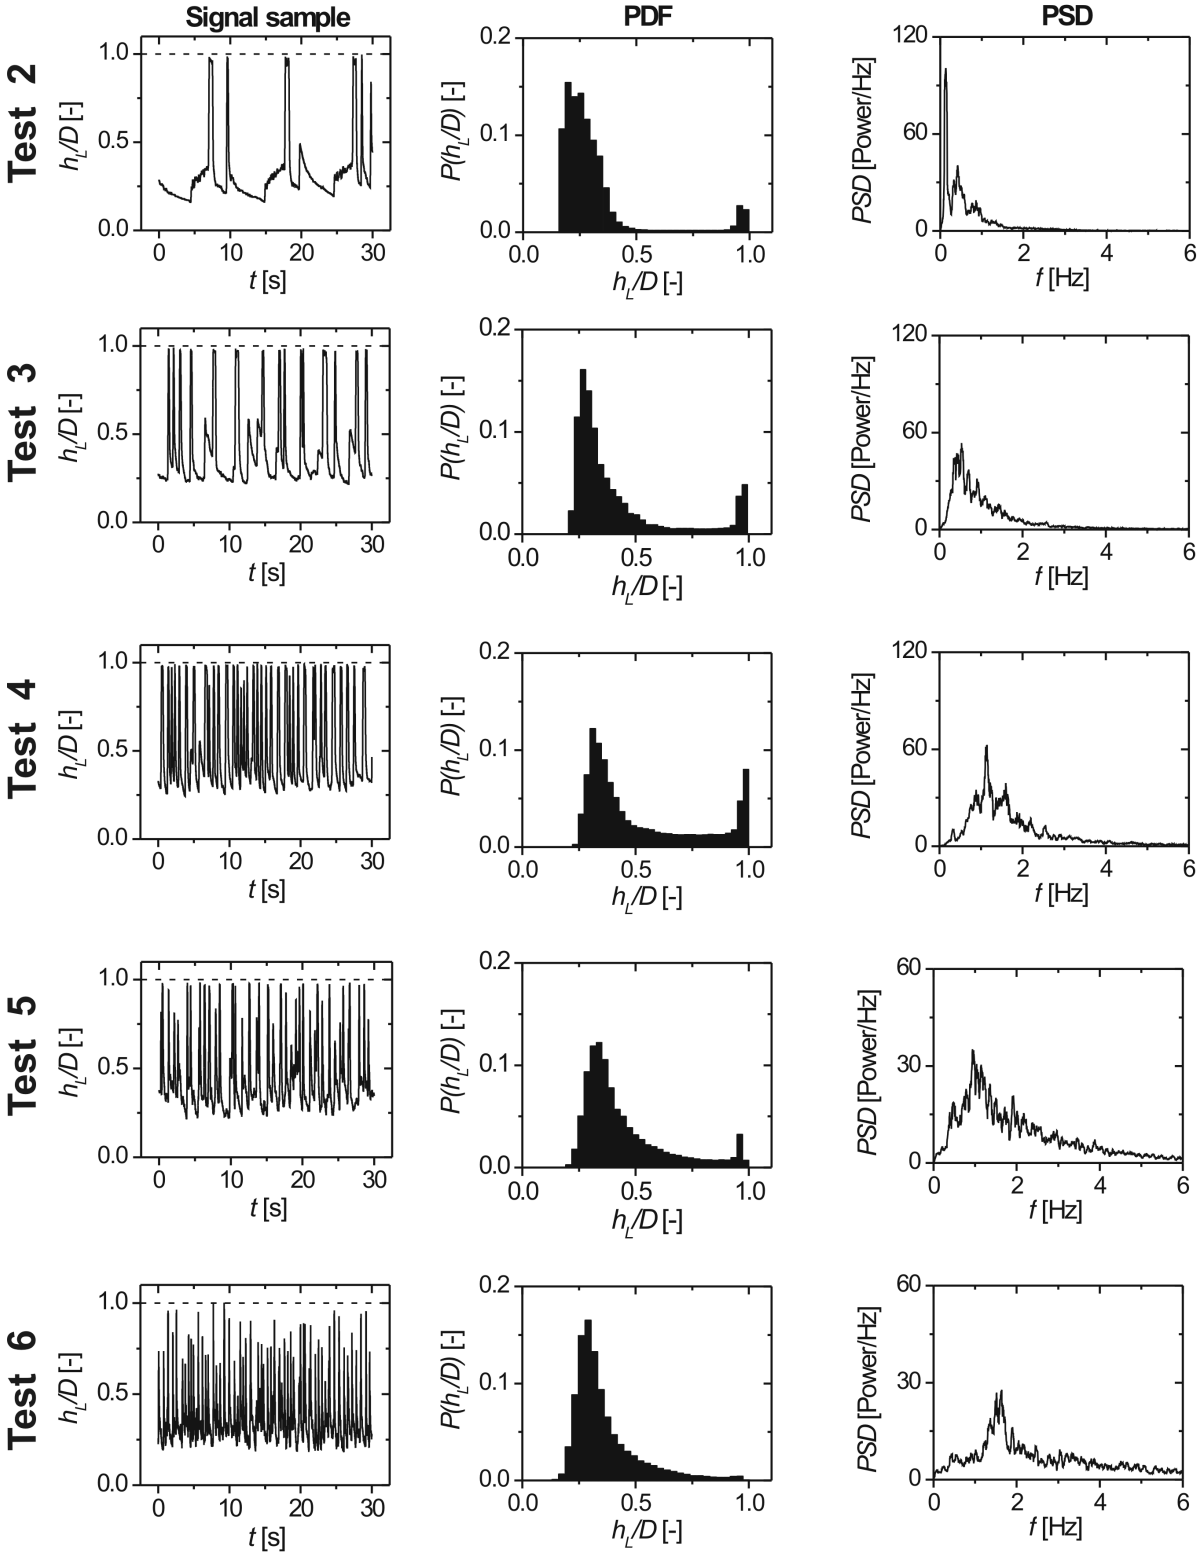 Signal sample PDF PSD
Test 2
1.0
0.5
0.0
h_L/D [-]
0 10 20 30
t [s]
0.2
0.1
0.0
P(h_L/D) [-]
0.0 0.5 1.0
h_L/D [-]
120
60
0
PSD [Power/Hz]
0 2 4 6
f [Hz]
Test 3
1.0
0.5
0.0
h_L/D [-]
0 10 20 30
t [s]
0.2
0.1
0.0
P(h_L/D) [-]
0.0 0.5 1.0
h_L/D [-]
120
60
0
PSD [Power/Hz]
0 2 4 6
f [Hz]
Test 4
1.0
0.5
0.0
h_L/D [-]
0 10 20 30
t [s]
0.2
0.1
0.0
P(h_L/D) [-]
0.0 0.5 1.0
h_L/D [-]
120
60
0
PSD [Power/Hz]
0 2 4 6
f [Hz]
Test 5
1.0
0.5
0.0
h_L/D [-]
0 10 20 30
t [s]
0.2
0.1
0.0
P(h_L/D) [-]
0.0 0.5 1.0
h_L/D [-]
60
30
0
PSD [Power/Hz]
0 2 4 6
f [Hz]
Test 6
1.0
0.5
0.0
h_L/D [-]
0 10 20 30
t [s]
0.2
0.1
0.0
P(h_L/D) [-]
0.0 0.5 1.0
h_L/D [-]
60
30
0
PSD [Power/Hz]
0 2 4 6
f [Hz]